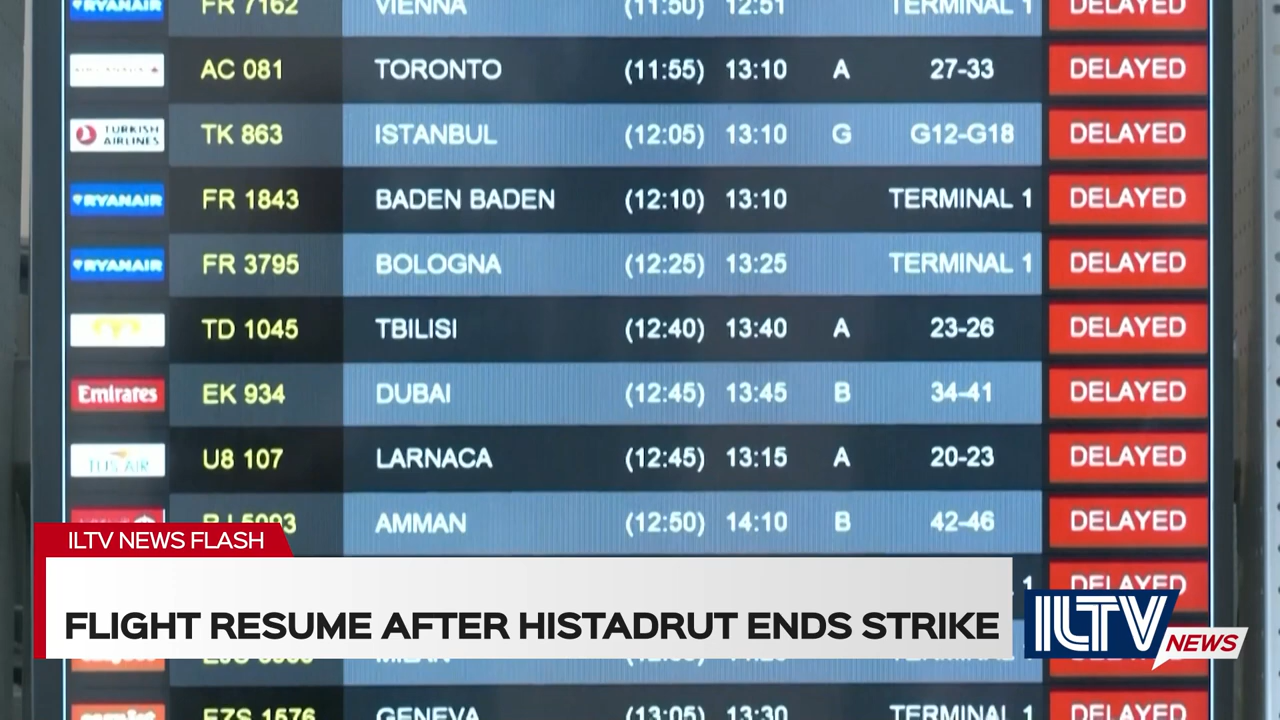 RYANAIR FR 7162 VIENNA (11:50) 12:51 TERMINAL 1 DELAYED
AC 081 TORONTO (11:55) 13:10 A 27-33 DELAYED
TURKISH AIRLINES TK 863 ISTANBUL (12:05) 13:10 G G12-G18 DELAYED
RYANAIR FR 1843 BADEN BADEN (12:10) 13:10 TERMINAL 1 DELAYED
RYANAIR FR 3795 BOLOGNA (12:25) 13:25 TERMINAL 1 DELAYED
TD 1045 TBILISI (12:40) 13:40 A 23-26 DELAYED
Emirates EK 934 DUBAI (12:45) 13:45 B 34-41 DELAYED
TUS AIR U8 107 LARNACA (12:45) 13:15 A 20-23 DELAYED
AMMAN (12:50) 14:10 B 42-46 DELAYED
ILTV NEWS FLASH
1 DELAYED
FLIGHT RESUME AFTER HISTADRUT ENDS STRIKE
ILTV NEWS
MILAN
EZS 1576 GENEVA (13:05) 13:30 TERMINAL 1 DELAYED